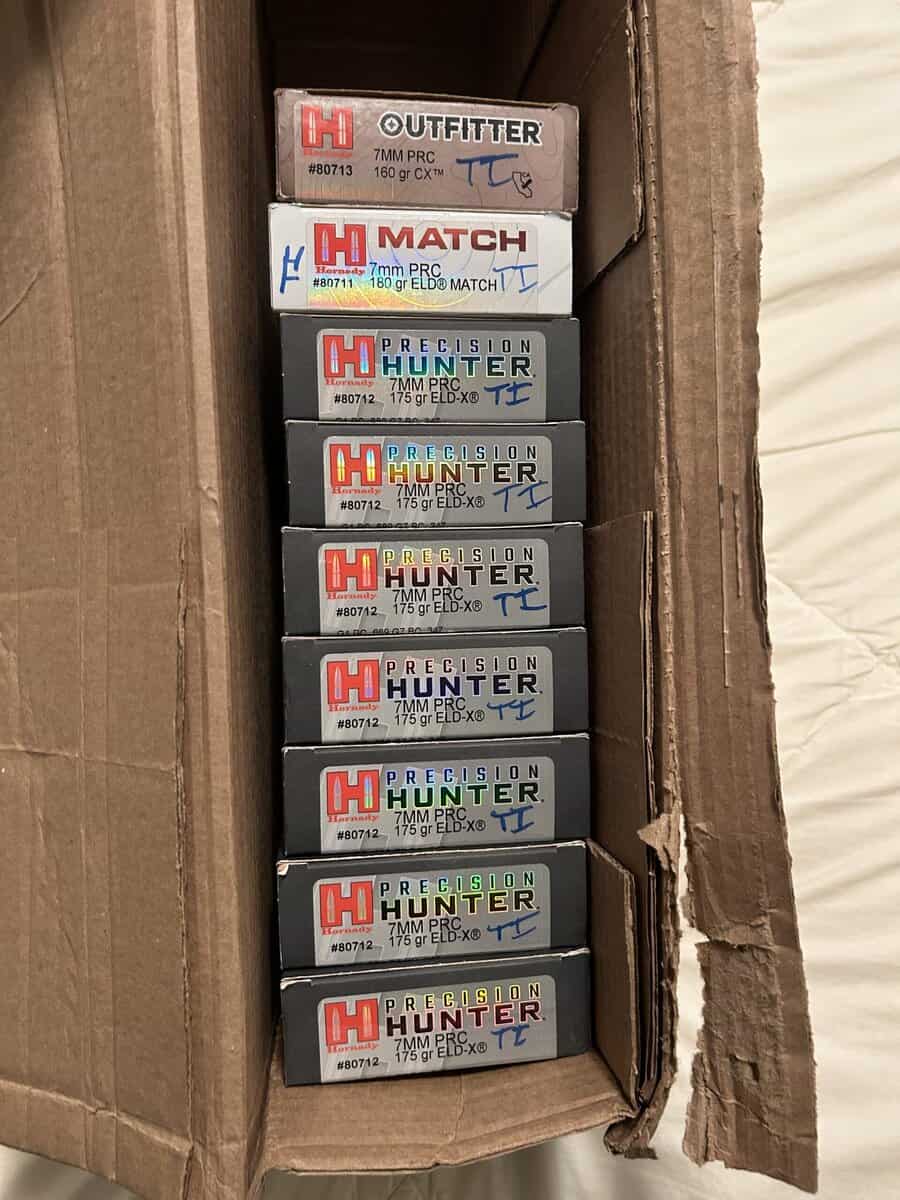 OUTFITTER
Hornady
7MM PRC
#80713
160 gr CX™
TI
CA
H
F
MATCH
Hornady
7mm PRC
#80711
180 gr ELD® MATCH
TI
PRECISION
HUNTER
Hornady
7MM PRC
#80712
175 gr ELD-X®
TI
PRECISION
HUNTER
Hornady
7MM PRC
#80712
175 gr ELD-X®
TI
PRECISION
HUNTER
Hornady
7MM PRC
#80712
175 gr ELD-X®
TI
PRECISION
HUNTER
Hornady
7MM PRC
#80712
175 gr ELD-X®
TI
PRECISION
HUNTER
Hornady
7MM PRC
#80712
175 gr ELD-X®
TI
PRECISION
HUNTER
Hornady
7MM PRC
#80712
175 gr ELD-X®
TI
PRECISION
HUNTER
Hornady
7MM PRC
#80712
175 gr ELD-X®
TI